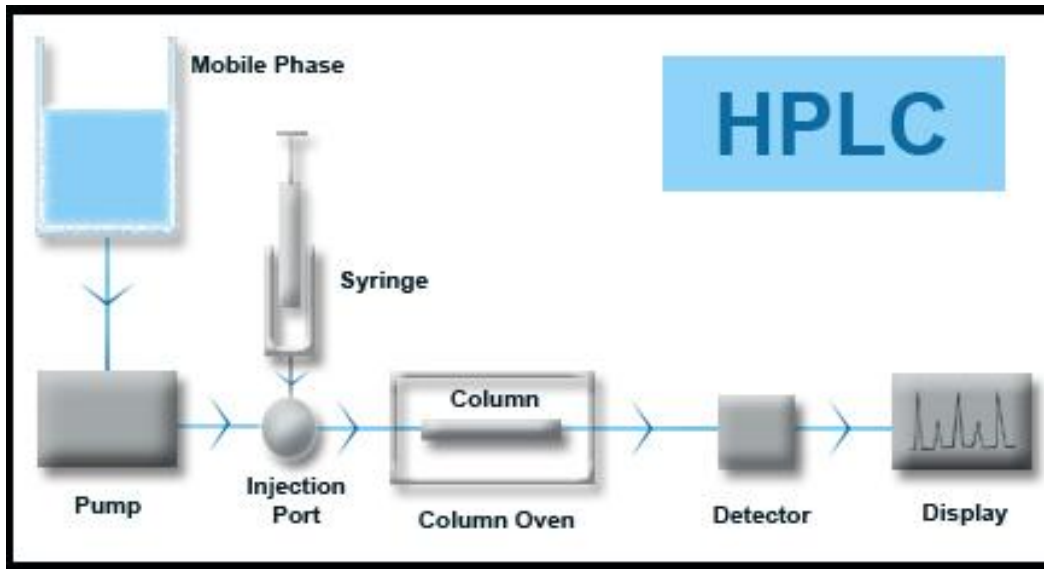 Mobile Phase
HPLC
Syringe
Column
Pump
Injection
Port
Column Oven
Detector
Display